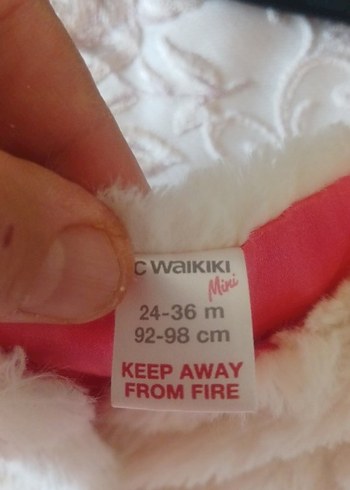 C WAIKIKI
Mini
24-36 m
92-98 cm
KEEP AWAY
FROM FIRE